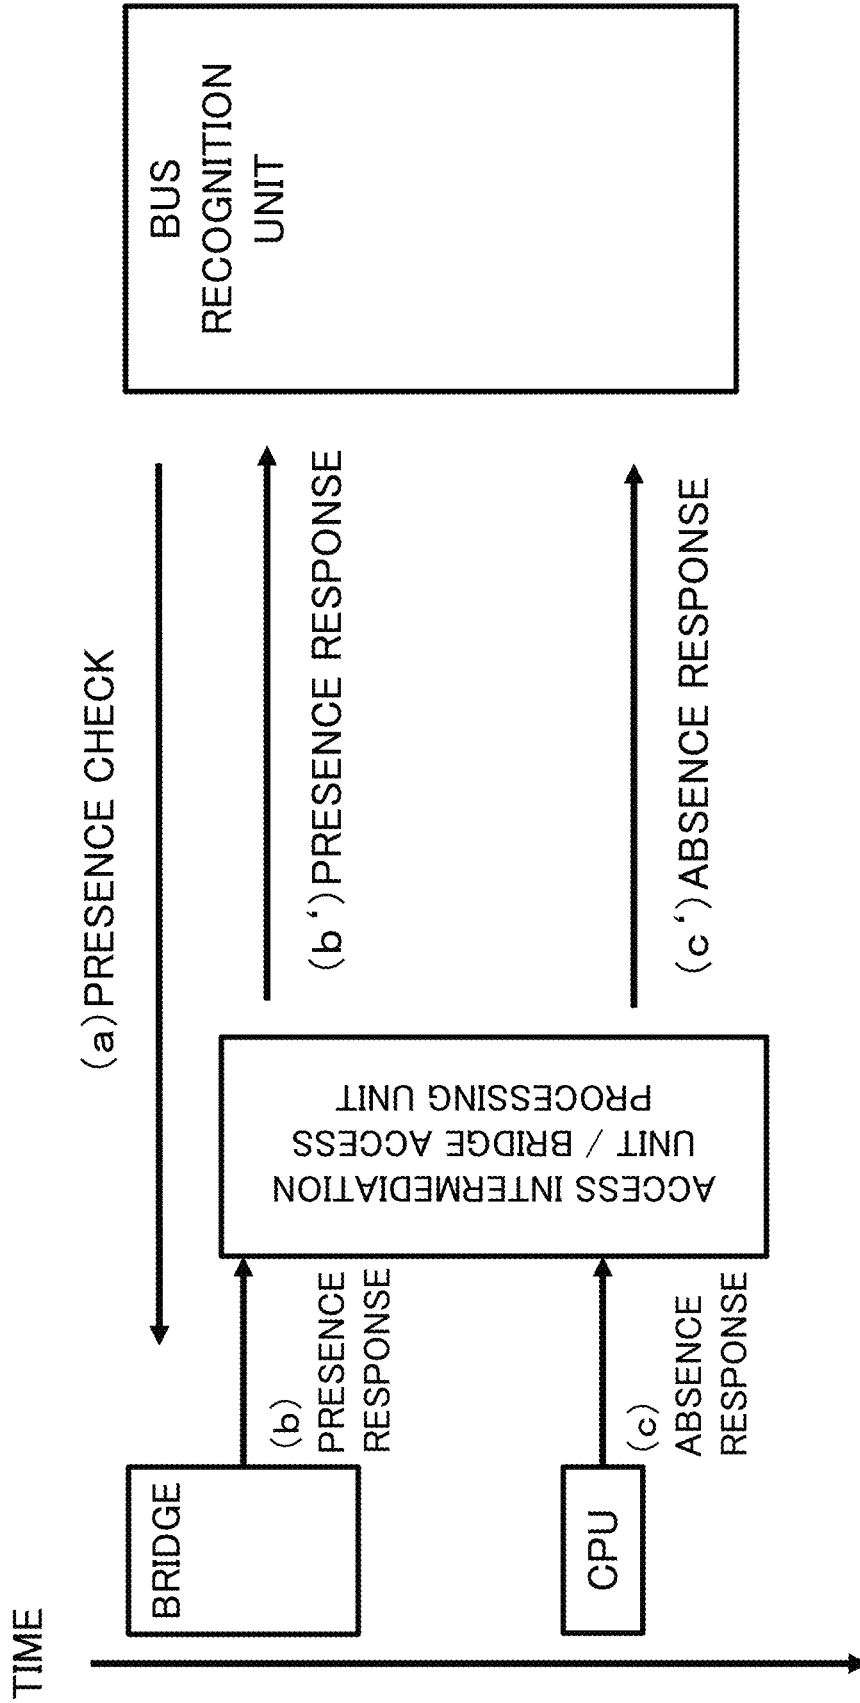 TIME
BRIDGE
CPU
(b)
PRESENCE
RESPONSE
(c)
ABSENCE
RESPONSE
ACCESS INTERMEDIATION
UNIT / BRIDGE ACCESS
PROCESSING UNIT
(a)PRESENCE CHECK
(b‘)PRESENCE RESPONSE
(c‘)ABSENCE RESPONSE
BUS
RECOGNITION
UNIT